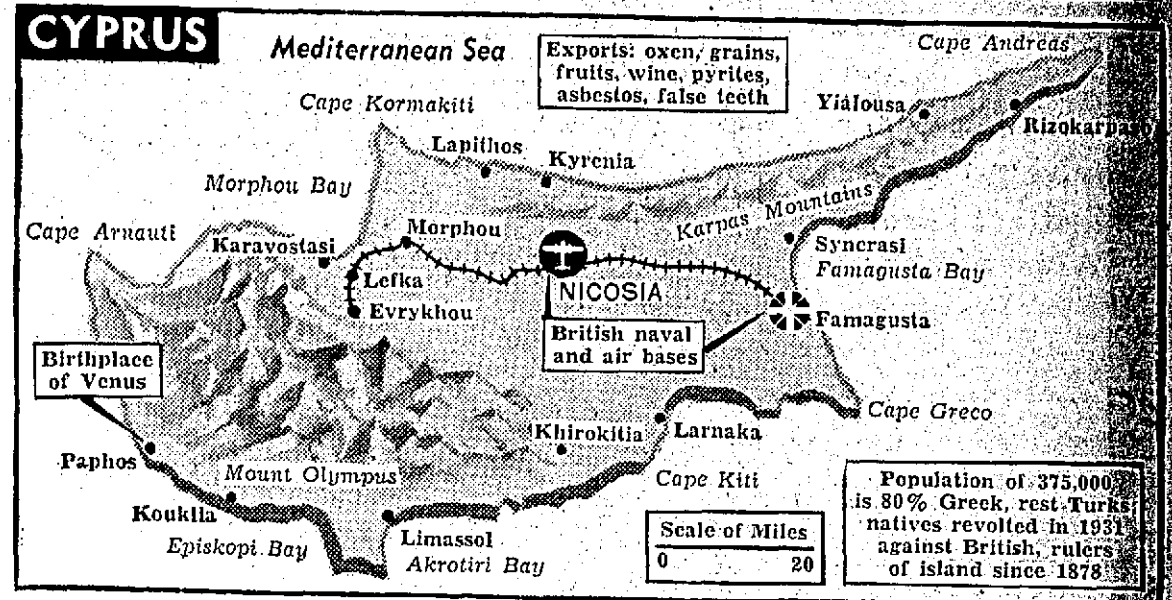 CYPRUS
Mediterranean Sea
Exports: oxen, grains,
fruits, wine, pyrites,
asbestos, false teeth
Cape Andreas
Cape Kormakiti
Yialousa
Rizokarpaso
Lapithos
Kyrenia
Morphou Bay
Karpas Mountains
Cape Arnauti
Karavostasi
Morphou
Syncrasi
Famagusta Bay
Lefka
NICOSIA
Evrykhou
Famagusta
British naval
and air bases
Birthplace
of Venus
Cape Greco
Khirokitia
Larnaka
Paphos
Mount Olympus
Cape Kiti
Kouklia
Episkopi Bay
Limassol
Akrotiri Bay
Scale of Miles
0 20
Population of 375,000
is 80% Greek, rest Turks
natives revolted in 1931
against British, rulers
of island since 1878